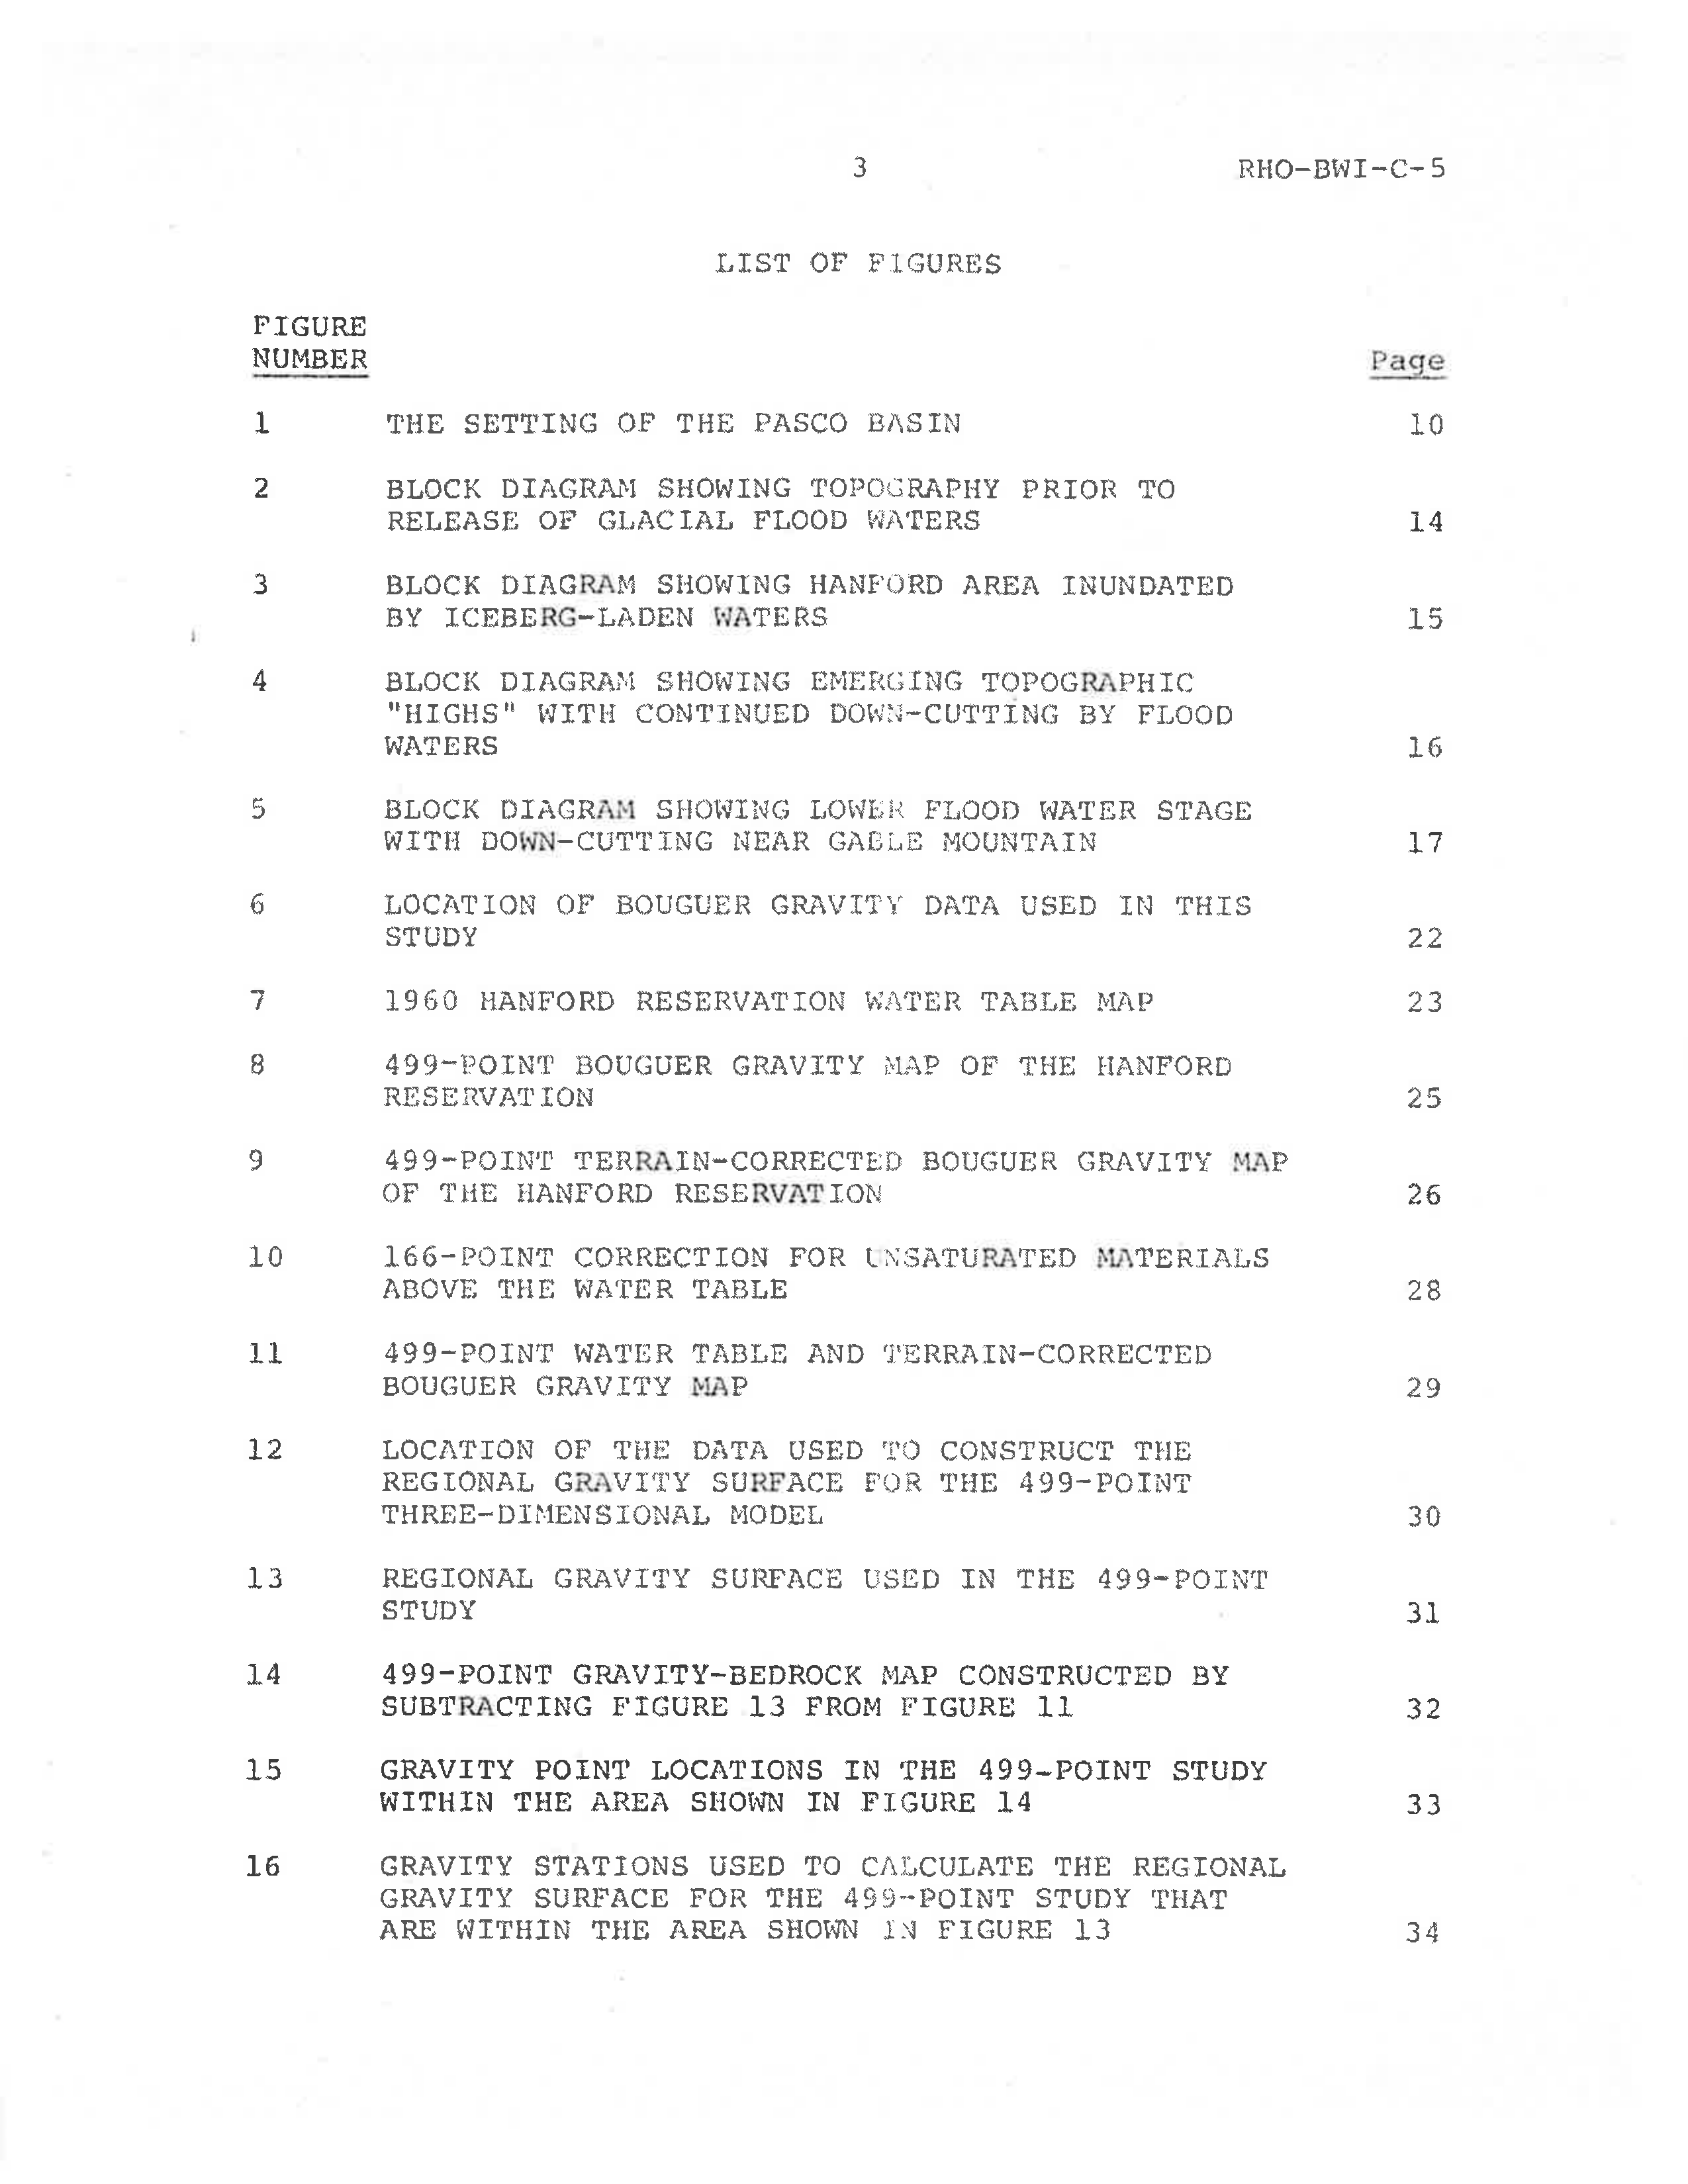 3 RHO-BWI-C-5
LIST OF FIGURES
FIGURE
NUMBER Page
1 THE SETTING OF THE PASCO BASIN 10
2 BLOCK DIAGRAM SHOWING TOPOGRAPHY PRIOR TO
RELEASE OF GLACIAL FLOOD WATERS 14
3 BLOCK DIAGRAM SHOWING HANFORD AREA INUNDATED
BY ICEBERG-LADEN WATERS 15
4 BLOCK DIAGRAM SHOWING EMERGING TOPOGRAPHIC
"HIGHS" WITH CONTINUED DOWN-CUTTING BY FLOOD
WATERS 16
5 BLOCK DIAGRAM SHOWING LOWER FLOOD WATER STAGE
WITH DOWN-CUTTING NEAR GABLE MOUNTAIN 17
6 LOCATION OF BOUGUER GRAVITY DATA USED IN THIS
STUDY 22
7 1960 HANFORD RESERVATION WATER TABLE MAP 23
8 499-POINT BOUGUER GRAVITY MAP OF THE HANFORD
RESERVATION 25
9 499-POINT TERRAIN-CORRECTED BOUGUER GRAVITY MAP
OF THE HANFORD RESERVATION 26
10 166-POINT CORRECTION FOR UNSATURATED MATERIALS
ABOVE THE WATER TABLE 28
11 499-POINT WATER TABLE AND TERRAIN-CORRECTED
BOUGUER GRAVITY MAP 29
12 LOCATION OF THE DATA USED TO CONSTRUCT THE
REGIONAL GRAVITY SURFACE FOR THE 499-POINT
THREE-DIMENSIONAL MODEL 30
13 REGIONAL GRAVITY SURFACE USED IN THE 499-POINT
STUDY 31
14 499-POINT GRAVITY-BEDROCK MAP CONSTRUCTED BY
SUBTRACTING FIGURE 13 FROM FIGURE 11 32
15 GRAVITY POINT LOCATIONS IN THE 499-POINT STUDY
WITHIN THE AREA SHOWN IN FIGURE 14 33
16 GRAVITY STATIONS USED TO CALCULATE THE REGIONAL
GRAVITY SURFACE FOR THE 499-POINT STUDY THAT
ARE WITHIN THE AREA SHOWN IN FIGURE 13 34